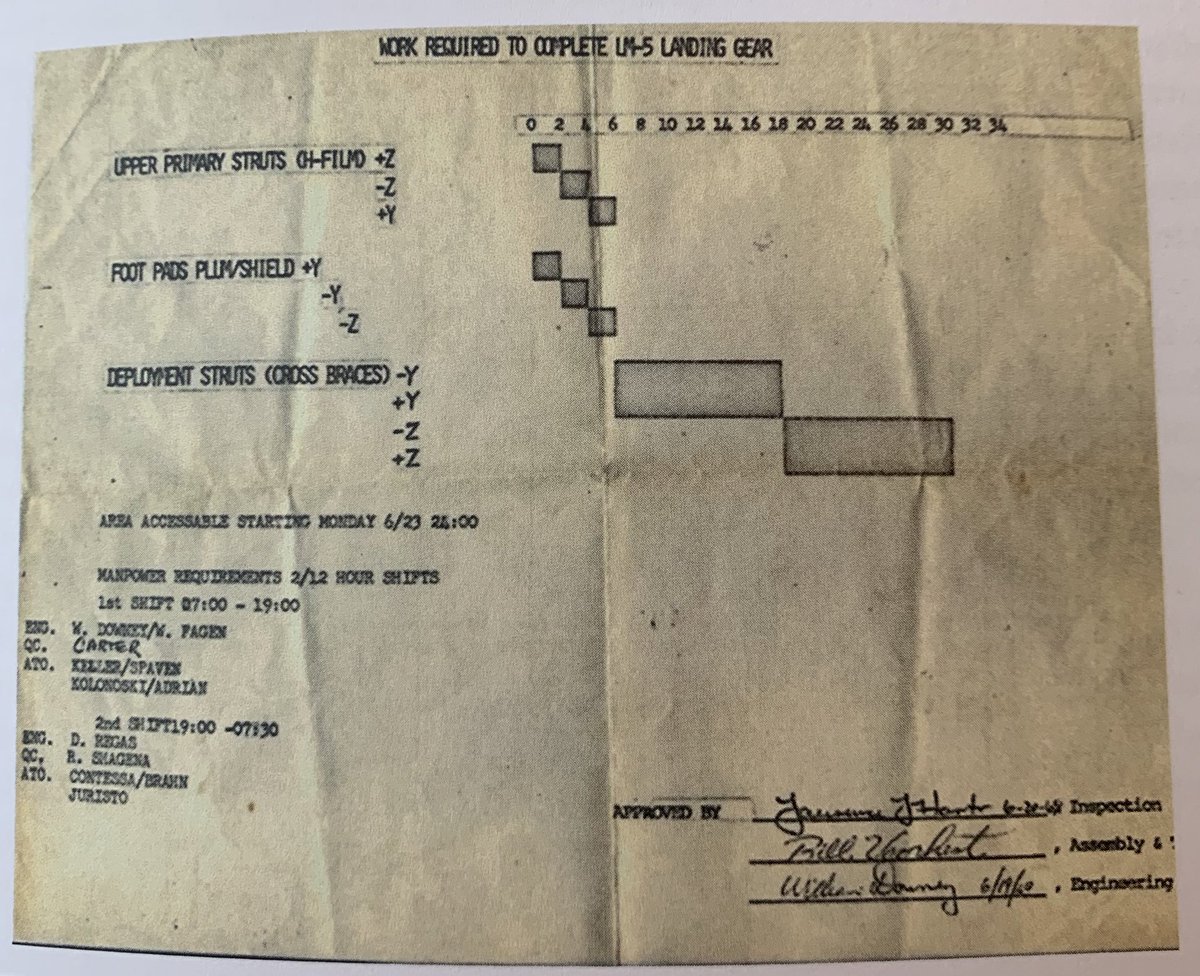 WORK REQUIRED TO COMPLETE LM-5 LANDING GEAR
0 2 4 6 8 10 12 14 16 18 20 22 24 26 28 30 32 34
UPPER PRIMARY STRUTS (H-FILM) +Z
-Z
+Y
FOOT PADS PLUM/SHIELD +Y
-Y
-Z
DEPLOYMENT STRUTS (CROSS BRACES) -Y
+Y
-Z
+Z
AREA ACCESSABLE STARTING MONDAY 6/23 24:00
MANPOWER REQUIREMENTS 2/12 HOUR SHIFTS
1st SHIFT 07:00 - 19:00
ENG. W. DOWNEY/W. FAGEN
QC. CARTER
ATO. KELLER/SPAVEN
KOLONOSKI/ADRIAN
2nd SHIFT19:00 -07:30
ENG. D. REGAS
QC. R. SHAGENA
ATO. CONTESSA/BRAHN
JURISTO
APPROVED BY Inspection
Bill , Assembly &
William Downey , Engineering